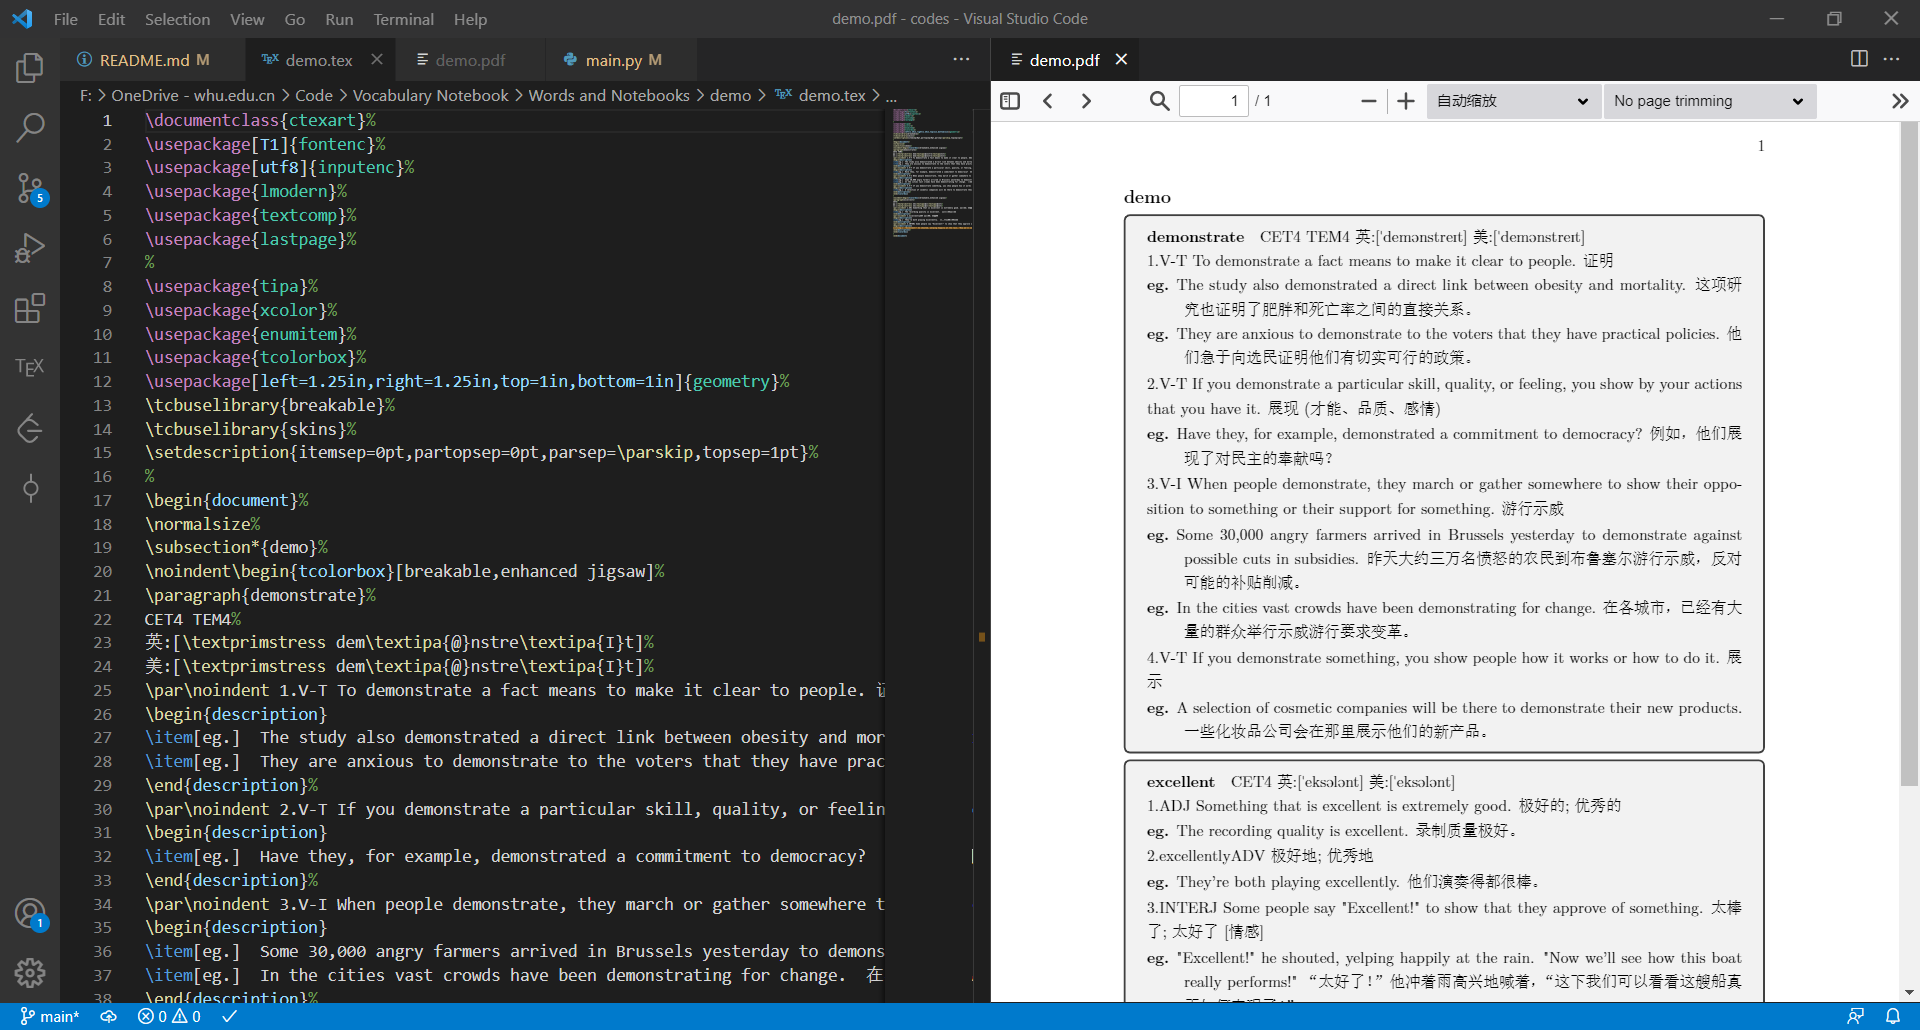 File Edit Selection View Go Run Terminal Help
demo.pdf - codes - Visual Studio Code
README.md M
TEX demo.tex
demo.pdf
main.py M
F: > OneDrive - whu.edu.cn > Code > Vocabulary Notebook > Words and Notebooks > demo > TEX demo.tex > ...
1 \documentclass{ctexart}%
2 \usepackage[T1]{fontenc}%
3 \usepackage[utf8]{inputenc}%
4 \usepackage{lmodern}%
5 \usepackage{textcomp}%
6 \usepackage{lastpage}%
7 %
8 \usepackage{tipa}%
9 \usepackage{xcolor}%
10 \usepackage{enumitem}%
11 \usepackage{tcolorbox}%
12 \usepackage[left=1.25in,right=1.25in,top=1in,bottom=1in]{geometry}%
13 \tcbuselibrary{breakable}%
14 \tcbuselibrary{skins}%
15 \setdescription{itemsep=0pt,partopsep=0pt,parsep=\parskip,topsep=1pt}%
16 %
17 \begin{document}%
18 \normalsize%
19 \subsection*{demo}%
20 \noindent\begin{tcolorbox}[breakable,enhanced jigsaw]%
21 \paragraph{demonstrate}%
22 CET4 TEM4%
23 英:[\textprimstress dem\textipa{@}nstre\textipa{I}t]%
24 美:[\textprimstress dem\textipa{@}nstre\textipa{I}t]%
25 \par\noindent 1.V-T To demonstrate a fact means to make it clear to people.
26 \begin{description}
27 \item[eg.] The study also demonstrated a direct link between obesity and mor
28 \item[eg.] They are anxious to demonstrate to the voters that they have prac
29 \end{description}%
30 \par\noindent 2.V-T If you demonstrate a particular skill, quality, or feelin
31 \begin{description}
32 \item[eg.] Have they, for example, demonstrated a commitment to democracy?
33 \end{description}%
34 \par\noindent 3.V-I When people demonstrate, they march or gather somewhere t
35 \begin{description}
36 \item[eg.] Some 30,000 angry farmers arrived in Brussels yesterday to demons
37 \item[eg.] In the cities vast crowds have been demonstrating for change. 在
38 \end{description}%
TEX
5
1
main* 0 0
demo.pdf
1 / 1 自动缩放 No page trimming
1
demo
demonstrate CET4 TEM4 英:[ˈdemənstreɪt] 美:[ˈdemənstreɪt]
1.V-T To demonstrate a fact means to make it clear to people. 证明
eg. The study also demonstrated a direct link between obesity and mortality. 这项研
究也证明了肥胖和死亡率之间的直接关系。
eg. They are anxious to demonstrate to the voters that they have practical policies. 他
们急于向选民证明他们有切实可行的政策。
2.V-T If you demonstrate a particular skill, quality, or feeling, you show by your actions
that you have it. 展现 (才能、品质、感情)
eg. Have they, for example, demonstrated a commitment to democracy? 例如，他们展
现了对民主的奉献吗?
3.V-I When people demonstrate, they march or gather somewhere to show their oppo-
sition to something or their support for something. 游行示威
eg. Some 30,000 angry farmers arrived in Brussels yesterday to demonstrate against
possible cuts in subsidies. 昨天大约三万名愤怒的农民到布鲁塞尔游行示威，反对
可能的补贴削减。
eg. In the cities vast crowds have been demonstrating for change. 在各城市，已经有大
量的群众举行示威游行要求变革。
4.V-T If you demonstrate something, you show people how it works or how to do it. 展
示
eg. A selection of cosmetic companies will be there to demonstrate their new products.
一些化妆品公司会在那里展示他们的新产品。
excellent CET4 英:[ˈeksələnt] 美:[ˈeksələnt]
1.ADJ Something that is excellent is extremely good. 极好的; 优秀的
eg. The recording quality is excellent. 录制质量极好。
2.excellentlyADV 极好地; 优秀地
eg. They're both playing excellently. 他们演奏得都很棒。
3.INTERJ Some people say "Excellent!" to show that they approve of something. 太棒
了; 太好了 [情感]
eg. "Excellent!" he shouted, yelping happily at the rain. "Now we'll see how this boat
really performs!" “太好了！”他冲着雨高兴地喊着，“这下我们可以看看这艘船真